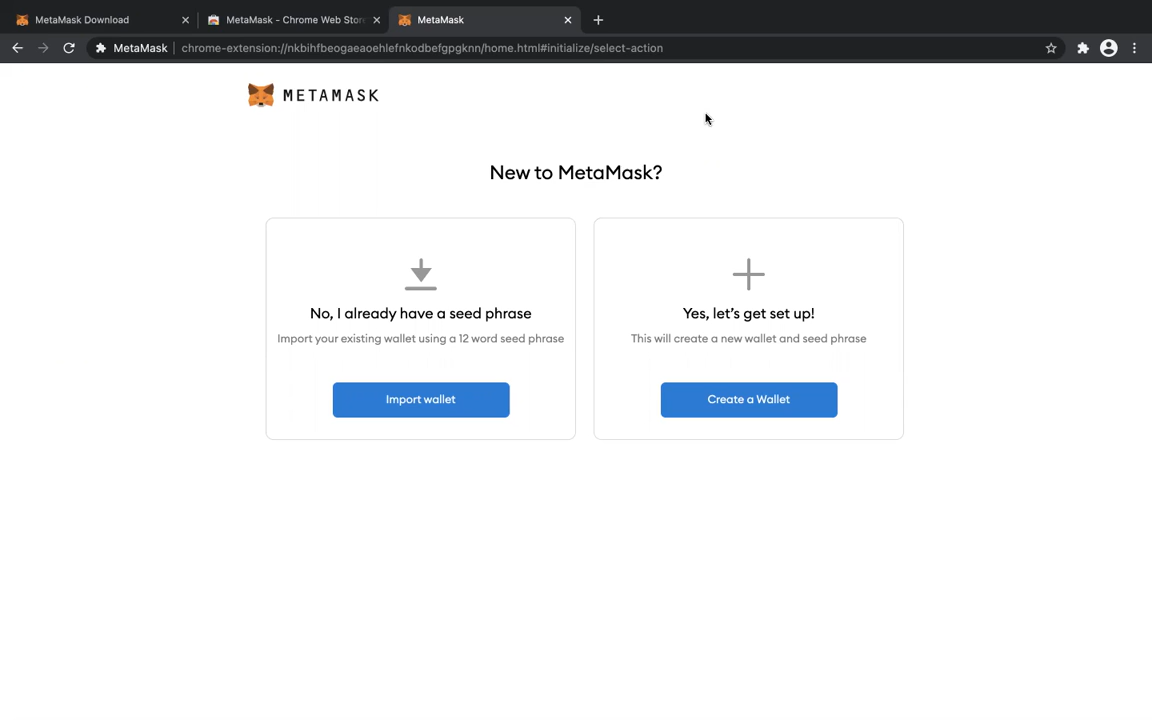 MetaMask Download
MetaMask - Chrome Web Stor
MetaMask
MetaMask
chrome-extension://nkbihfbeogaeaoehlefnkodbefgpgknn/home.html#initialize/select-action
METAMASK
New to MetaMask?
No, I already have a seed phrase
Import your existing wallet using a 12 word seed phrase
Import wallet
Yes, let’s get set up!
This will create a new wallet and seed phrase
Create a Wallet